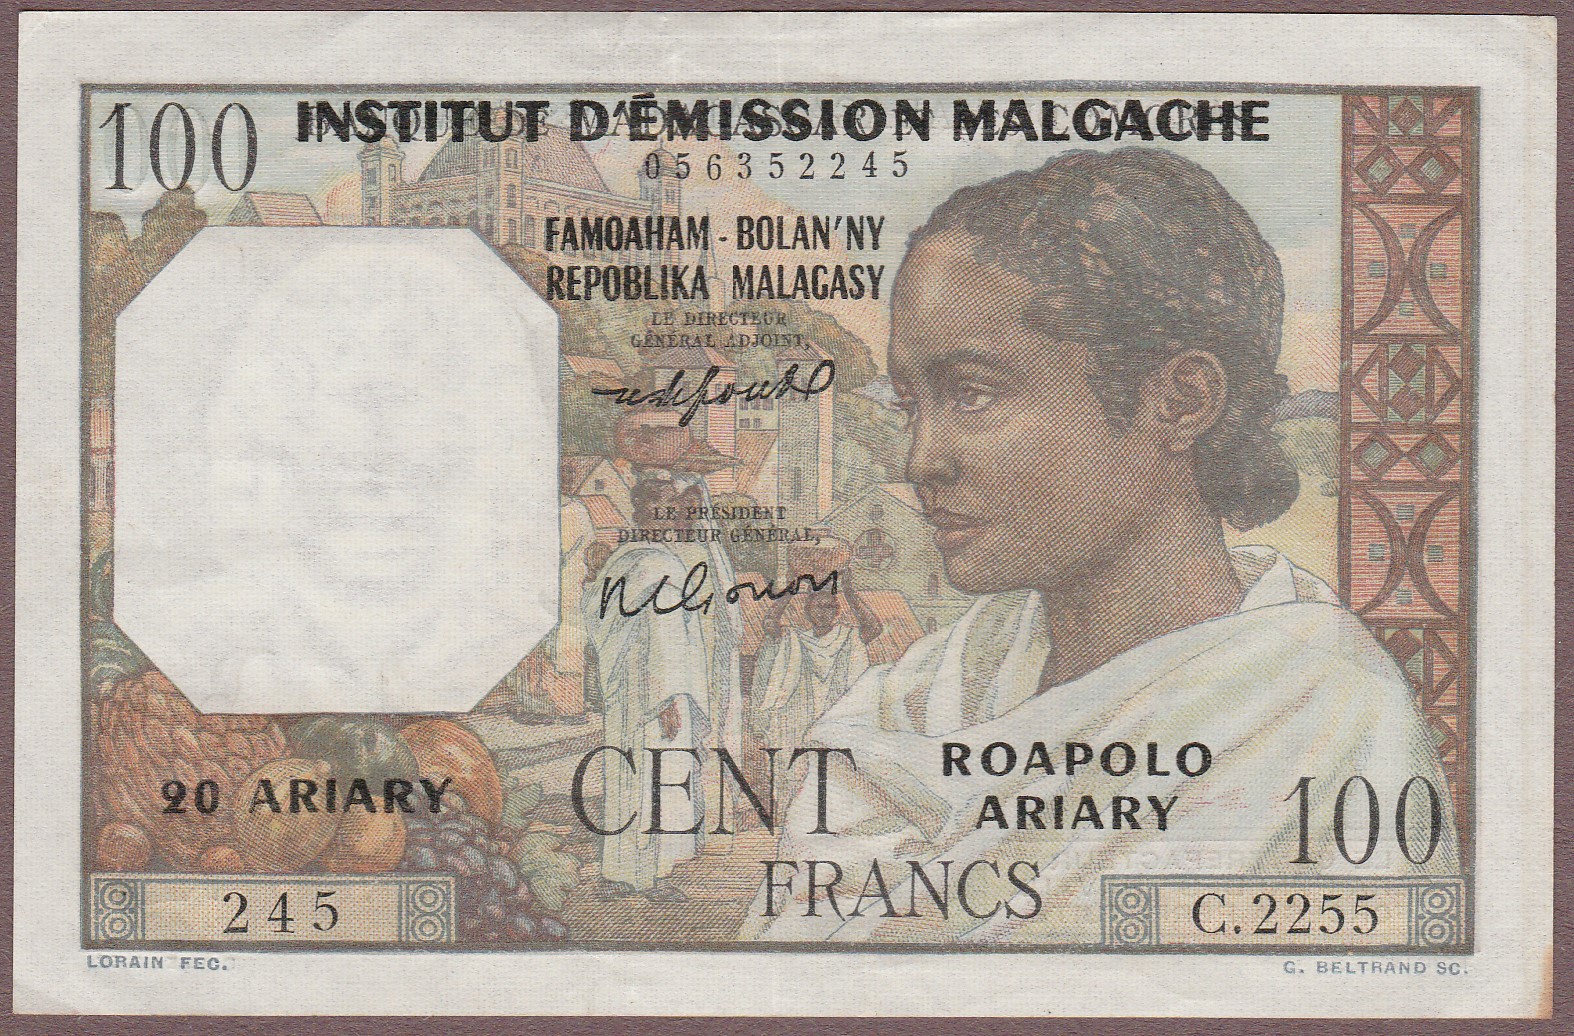 100
INSTITUT D'ÉMISSION MALGACHE
056352245
FAMOAHAM-BOLAN'NY
REPOBLIKA MALAGASY
LE DIRECTEUR
GÉNÉRAL ADJOINT,
LE PRÉSIDENT
DIRECTEUR GÉNÉRAL,
20 ARIARY
CENT
FRANCS
ROAPOLO
ARIARY
100
245
C.2255
LORAIN FEC.
G. BELTRAND SC.